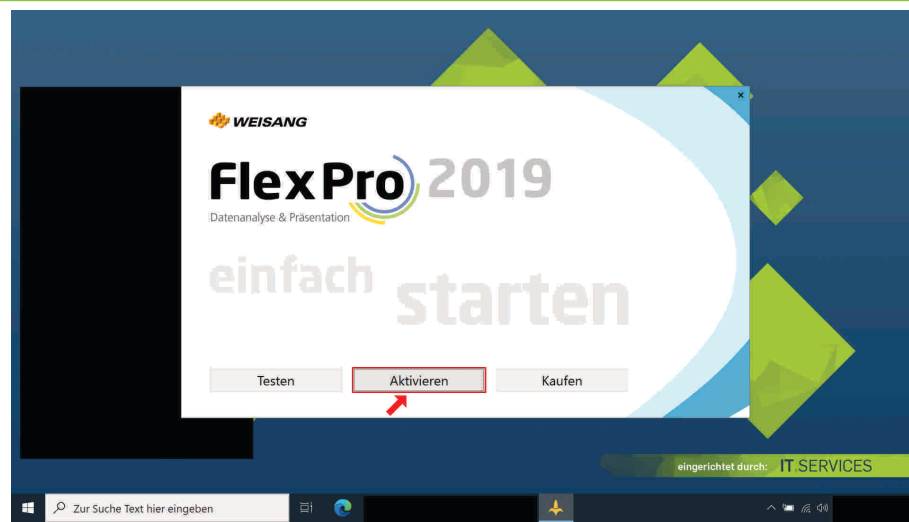 WEISANG
FlexPro 2019
Datenanalyse & Präsentation
einfach
starten
Testen
Aktivieren
Kaufen
eingerichtet durch: IT.SERVICES
Zur Suche Text hier eingeben